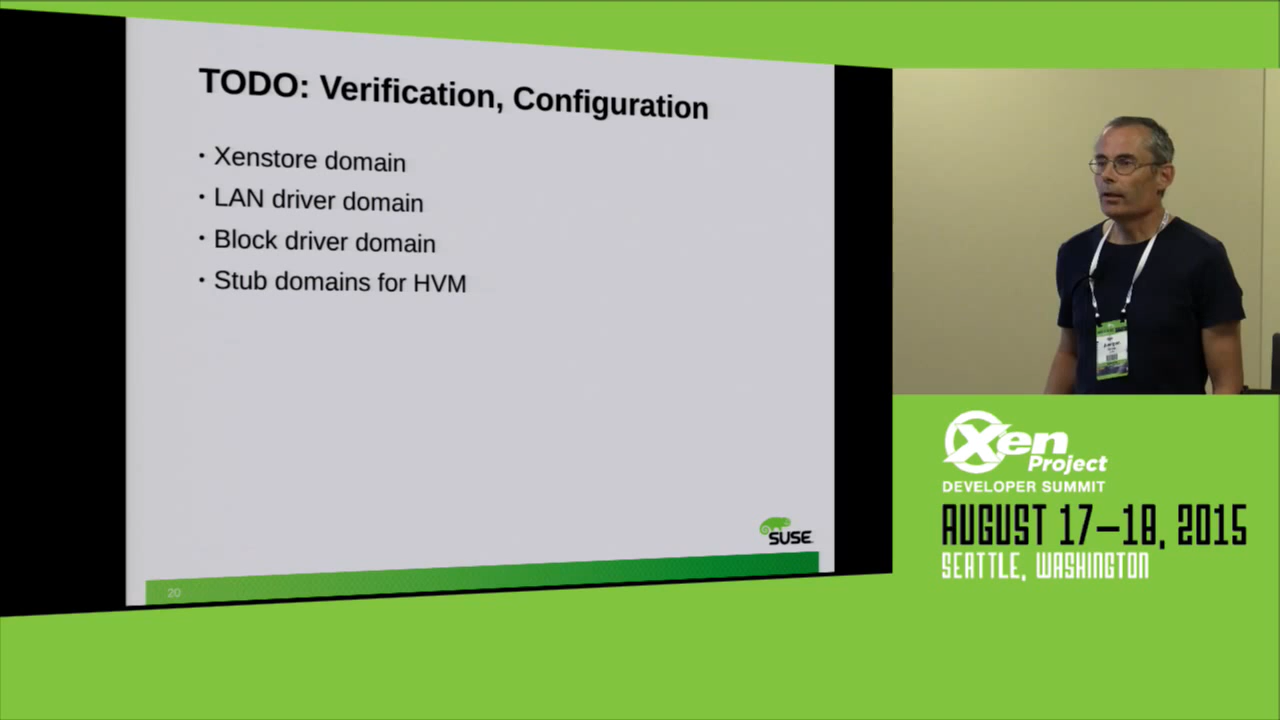 TODO: Verification, Configuration
· Xenstore domain
· LAN driver domain
· Block driver domain
· Stub domains for HVM
SUSE
20
Xen
Project
DEVELOPER SUMMIT
AUGUST 17–18, 2015
SEATTLE, WASHINGTON